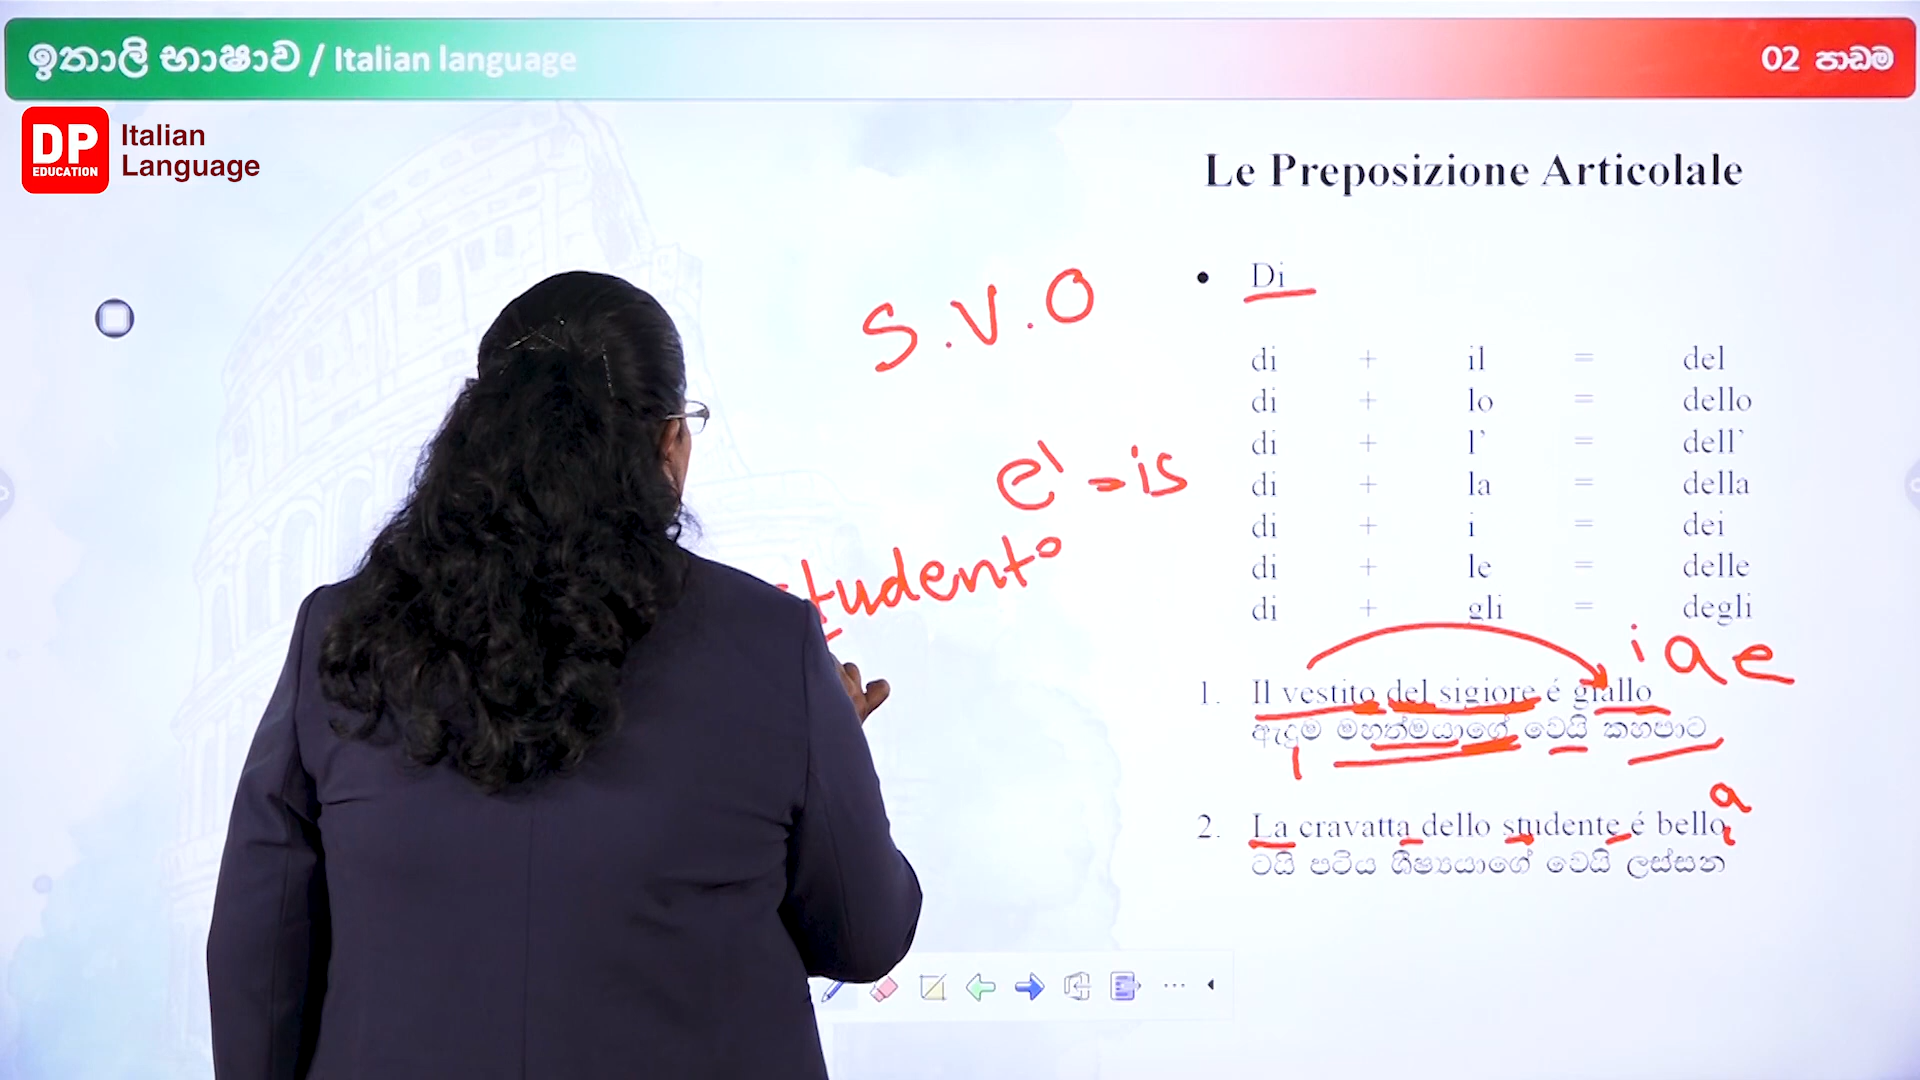 ඉතාලි භාෂාව / Italian language
02 පාඩම
DP
EDUCATION
Italian
Language
Le Preposizione Articolale
• Di
S.V.O
di + il = del
di + lo = dello
di + l` = dell`
di + la = della
di + i = dei
di + le = delle
di + gli = degli
e' = is
studento
i a e
1. Il vestito del sigiore é giallo
ඇඳුම මහත්මයාගේ වෙයි කහපාට
a
2. La cravatta dello studente é bello
ටයි පටිය ශිෂ්‍යයාගේ වෙයි ලස්සන